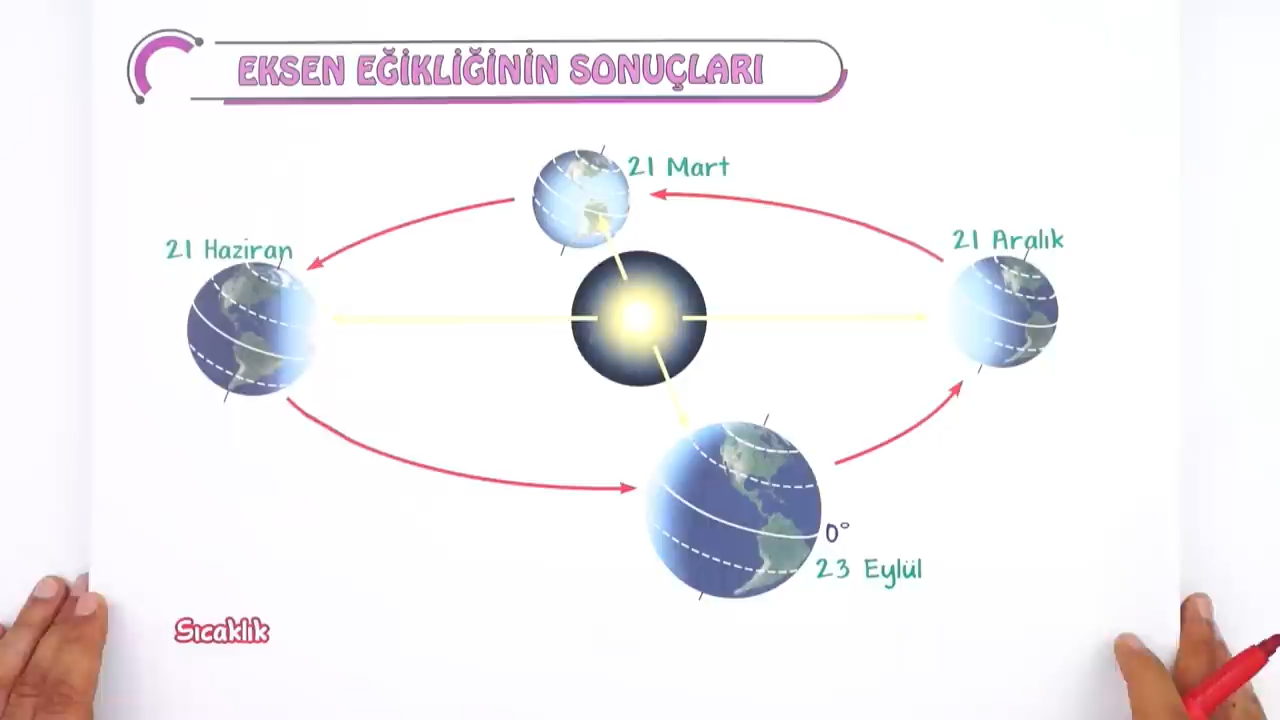 EKSEN EĞİKLİĞİNİN SONUÇLARI
21 Mart
21 Haziran
21 Aralık
0°
23 Eylül
Sıcaklık